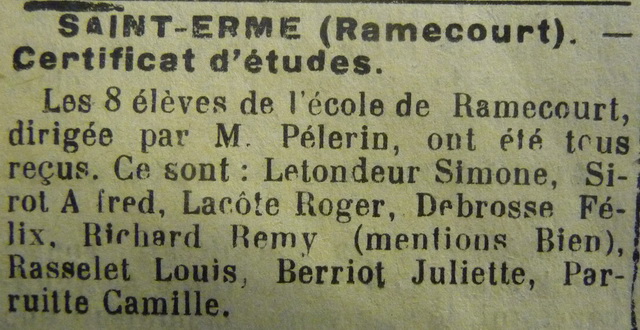 SAINT-ERME (Ramecourt). —
Certificat d'études.
Les 8 élèves de l'école de Ramecourt,
dirigée par M. Pélerin, ont été tous
reçus. Ce sont : Letondeur Simone, Si-
rot A fred, Lacôte Roger, Debrosse Fé-
lix, Richard Remy (mentions Bien),
Rasselet Louis, Berriot Juliette, Par-
ruitte Camille.